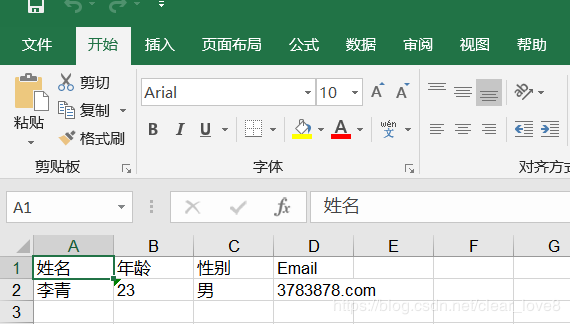 文件 开始 插入 页面布局 公式 数据 审阅 视图 帮助
剪切
复制
格式刷
粘贴
Arial 10 A A
B I U A wén 文
剪贴板 字体 对齐方式
A1 fx 姓名
A B C D E F G
1 姓名 年龄 性别 Email
2 李青 23 男 3783878.com
3
https://blog.csdn.net/clear_love8